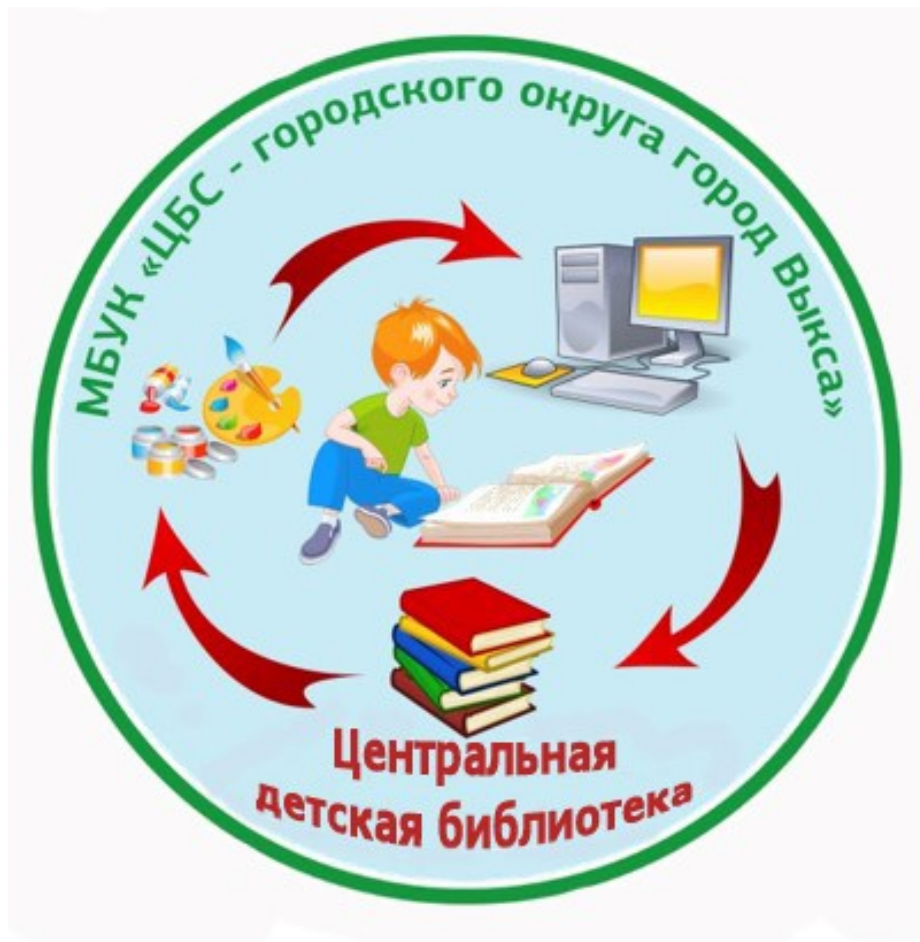 МБУК «ЦБС - городского округа город Выкса»
Центральная
детская библиотека